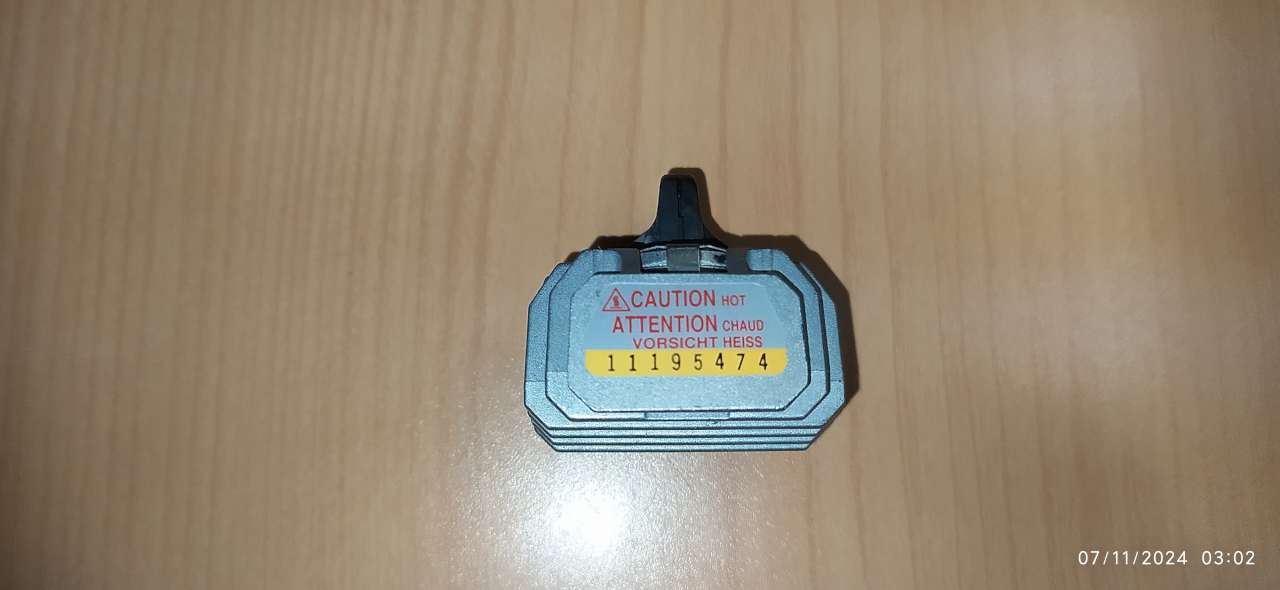 CAUTION HOT
ATTENTION CHAUD
VORSICHT HEISS
11195474
07/11/2024 03:02